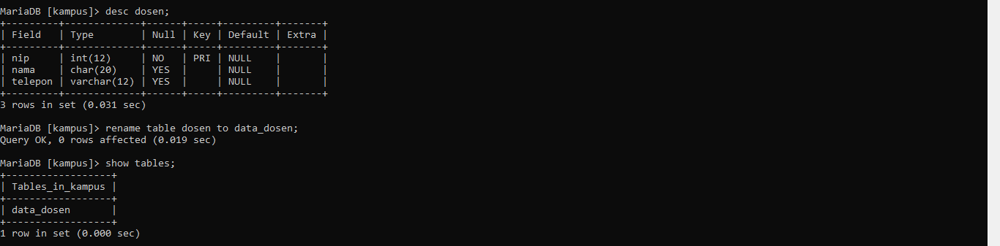 MariaDB [kampus]> desc dosen;
+---------+-------------+------+-----+---------+-------+
| Field   | Type        | Null | Key | Default | Extra |
+---------+-------------+------+-----+---------+-------+
| nip     | int(12)     | NO   | PRI | NULL    |       |
| nama    | char(20)    | YES  |     | NULL    |       |
| telepon | varchar(12) | YES  |     | NULL    |       |
+---------+-------------+------+-----+---------+-------+
3 rows in set (0.031 sec)
MariaDB [kampus]> rename table dosen to data_dosen;
Query OK, 0 rows affected (0.019 sec)
MariaDB [kampus]> show tables;
+------------------+
| Tables_in_kampus |
+------------------+
| data_dosen       |
+------------------+
1 row in set (0.000 sec)